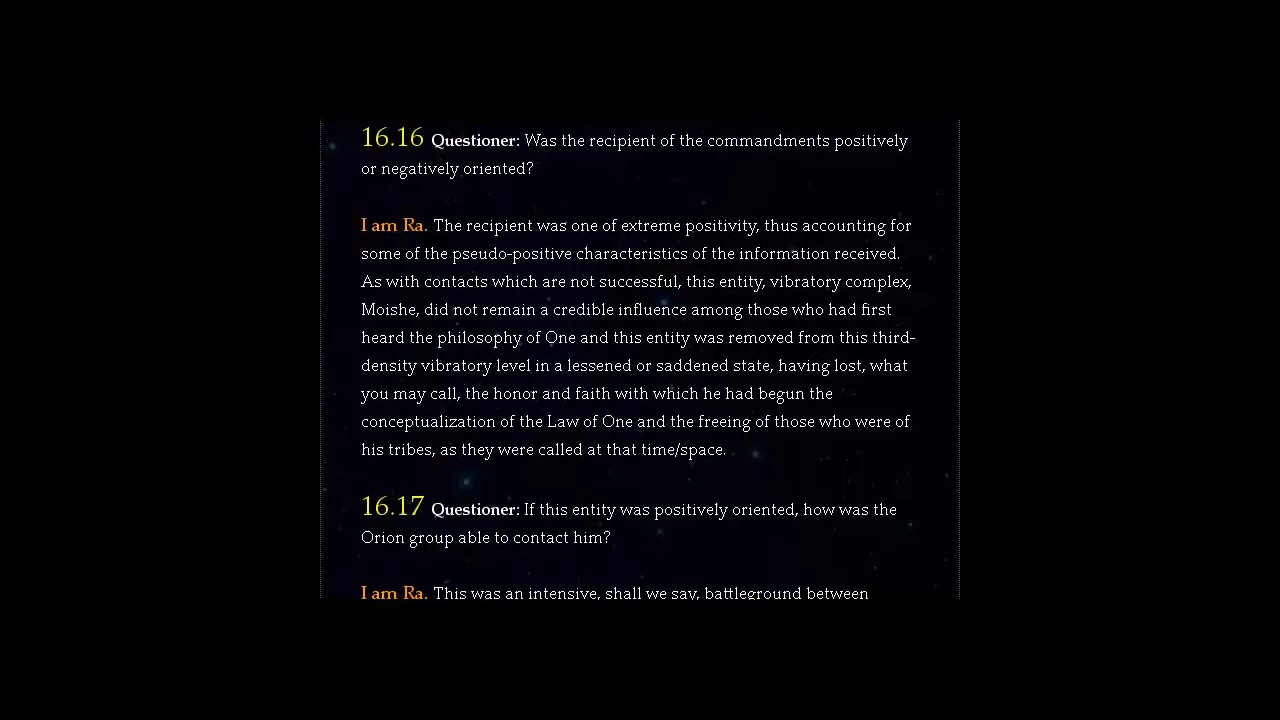 16.16 Questioner: Was the recipient of the commandments positively
or negatively oriented?
I am Ra. The recipient was one of extreme positivity, thus accounting for
some of the pseudo-positive characteristics of the information received.
As with contacts which are not successful, this entity, vibratory complex,
Moishe, did not remain a credible influence among those who had first
heard the philosophy of One and this entity was removed from this third-
density vibratory level in a lessened or saddened state, having lost, what
you may call, the honor and faith with which he had begun the
conceptualization of the Law of One and the freeing of those who were of
his tribes, as they were called at that time/space.
16.17 Questioner: If this entity was positively oriented, how was the
Orion group able to contact him?
I am Ra. This was an intensive, shall we say, battleground between